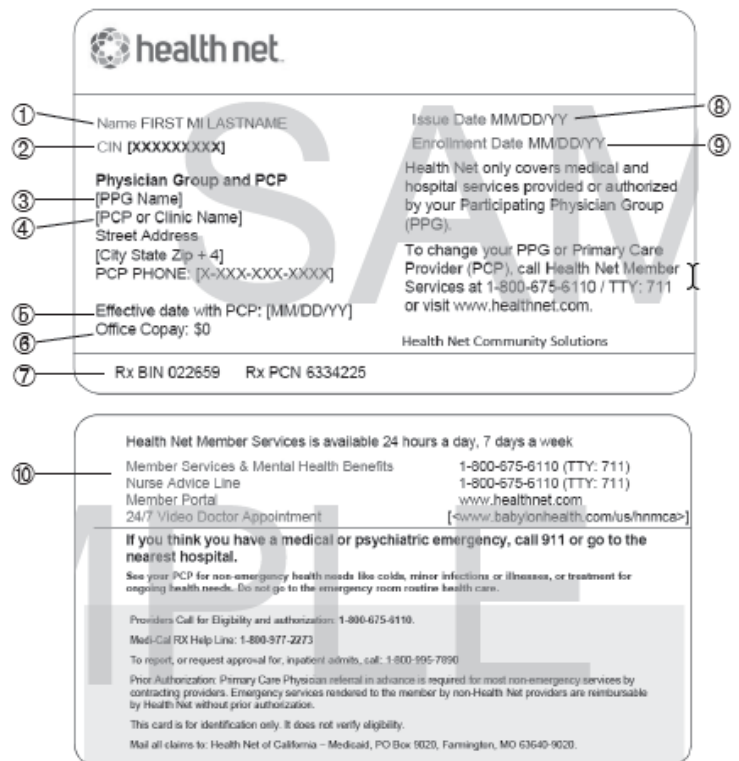 health net.
SAM
① Name FIRST MI LASTNAME
② CIN [XXXXXXXXX]
Physician Group and PCP
③ [PPG Name]
④ [PCP or Clinic Name]
Street Address
[City State Zip + 4]
PCP PHONE: [X-XXX-XXX-XXXX]
⑤ Effective date with PCP: [MM/DD/YY]
⑥ Office Copay: $0
Issue Date MM/DD/YY ⑧
Enrollment Date MM/DD/YY ⑨
Health Net only covers medical and
hospital services provided or authorized
by your Participating Physician Group
(PPG).
To change your PPG or Primary Care
Provider (PCP), call Health Net Member
Services at 1-800-675-6110 / TTY: 711
or visit www.healthnet.com.
Health Net Community Solutions
⑦ Rx BIN 022659 Rx PCN 6334225
MPLE
Health Net Member Services is available 24 hours a day, 7 days a week
⑩ Member Services & Mental Health Benefits 1-800-675-6110 (TTY: 711)
Nurse Advice Line 1-800-675-6110 (TTY: 711)
Member Portal www.healthnet.com
24/7 Video Doctor Appointment [<www.babylonhealth.com/us/hnmca>]
If you think you have a medical or psychiatric emergency, call 911 or go to the
nearest hospital.
See your PCP for non-emergency health needs like colds, minor infections or illnesses, or treatment for
ongoing health needs. Do not go to the emergency room routine health care.
Providers Call for Eligibility and authorization: 1-800-675-6110.
Medi-Cal RX Help Line: 1-800-977-2273
To report, or request approval for, inpatient admits, call: 1-800-995-7890
Prior Authorization: Primary Care Physician referral in advance is required for most non-emergency services by
contracting providers. Emergency services rendered to the member by non-Health Net providers are reimbursable
by Health Net without prior authorization.
This card is for identification only. It does not verify eligibility.
Mail all claims to: Health Net of California – Medicaid, PO Box 9020, Farmington, MO 63640-9020.